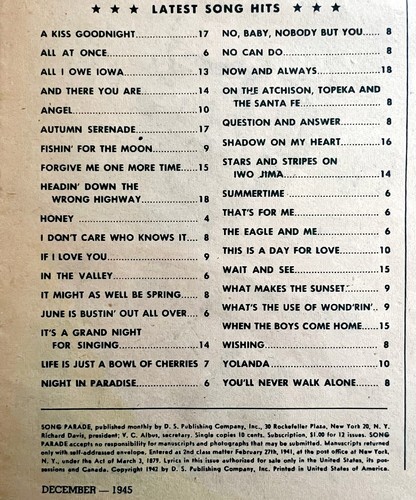 ★ ★ ★ LATEST SONG HITS ★ ★ ★
A KISS GOODNIGHT....................17
ALL AT ONCE............................ 6
ALL I OWE IOWA......................13
AND THERE YOU ARE................14
ANGEL..................................10
AUTUMN SERENADE................17
FISHIN' FOR THE MOON............ 9
FORGIVE ME ONE MORE TIME......15
HEADIN' DOWN THE
WRONG HIGHWAY..............18
HONEY .................................. 4
I DON'T CARE WHO KNOWS IT.... 8
IF I LOVE YOU.......................... 9
IN THE VALLEY......................... 6
IT MIGHT AS WELL BE SPRING...... 8
JUNE IS BUSTIN' OUT ALL OVER.... 6
IT'S A GRAND NIGHT
FOR SINGING....................14
LIFE IS JUST A BOWL OF CHERRIES 7
NIGHT IN PARADISE.................. 6
NO, BABY, NOBODY BUT YOU...... 8
NO CAN DO............................ 8
NOW AND ALWAYS..................18
ON THE ATCHISON, TOPEKA AND
THE SANTA FE...................... 8
QUESTION AND ANSWER............ 8
SHADOW ON MY HEART............16
STARS AND STRIPES ON
IWO JIMA..........................14
SUMMERTIME.......................... 6
THAT'S FOR ME........................ 6
THE EAGLE AND ME.................. 6
THIS IS A DAY FOR LOVE............10
WAIT AND SEE........................15
WHAT MAKES THE SUNSET........ 9
WHAT'S THE USE OF WOND'RIN'.. 9
WHEN THE BOYS COME HOME......15
WISHING................................ 8
YOLANDA..............................10
YOU'LL NEVER WALK ALONE........ 8
SONG PARADE, published monthly by D. S. Publishing Company, Inc., 30 Rockefeller Plaza, New York 20, N. Y.
Richard Davis, president; V. C. Albus, secretary. Single copies 10 cents. Subscription, $1.00 for 12 issues. SONG
PARADE accepts no responsibility for manuscripts and photographs that may be submitted. Manuscripts returned
only with self-addressed envelope. Entered as 2nd class matter February 27th, 1941, at the post office at New York,
N. Y., under the Act of March 3, 1879. Lyrics in this issue authorized for sale only in the United States, its pos-
sessions and Canada. Copyright 1942 by D. S. Publishing Company, Inc. Printed in United States of America.
DECEMBER — 1945